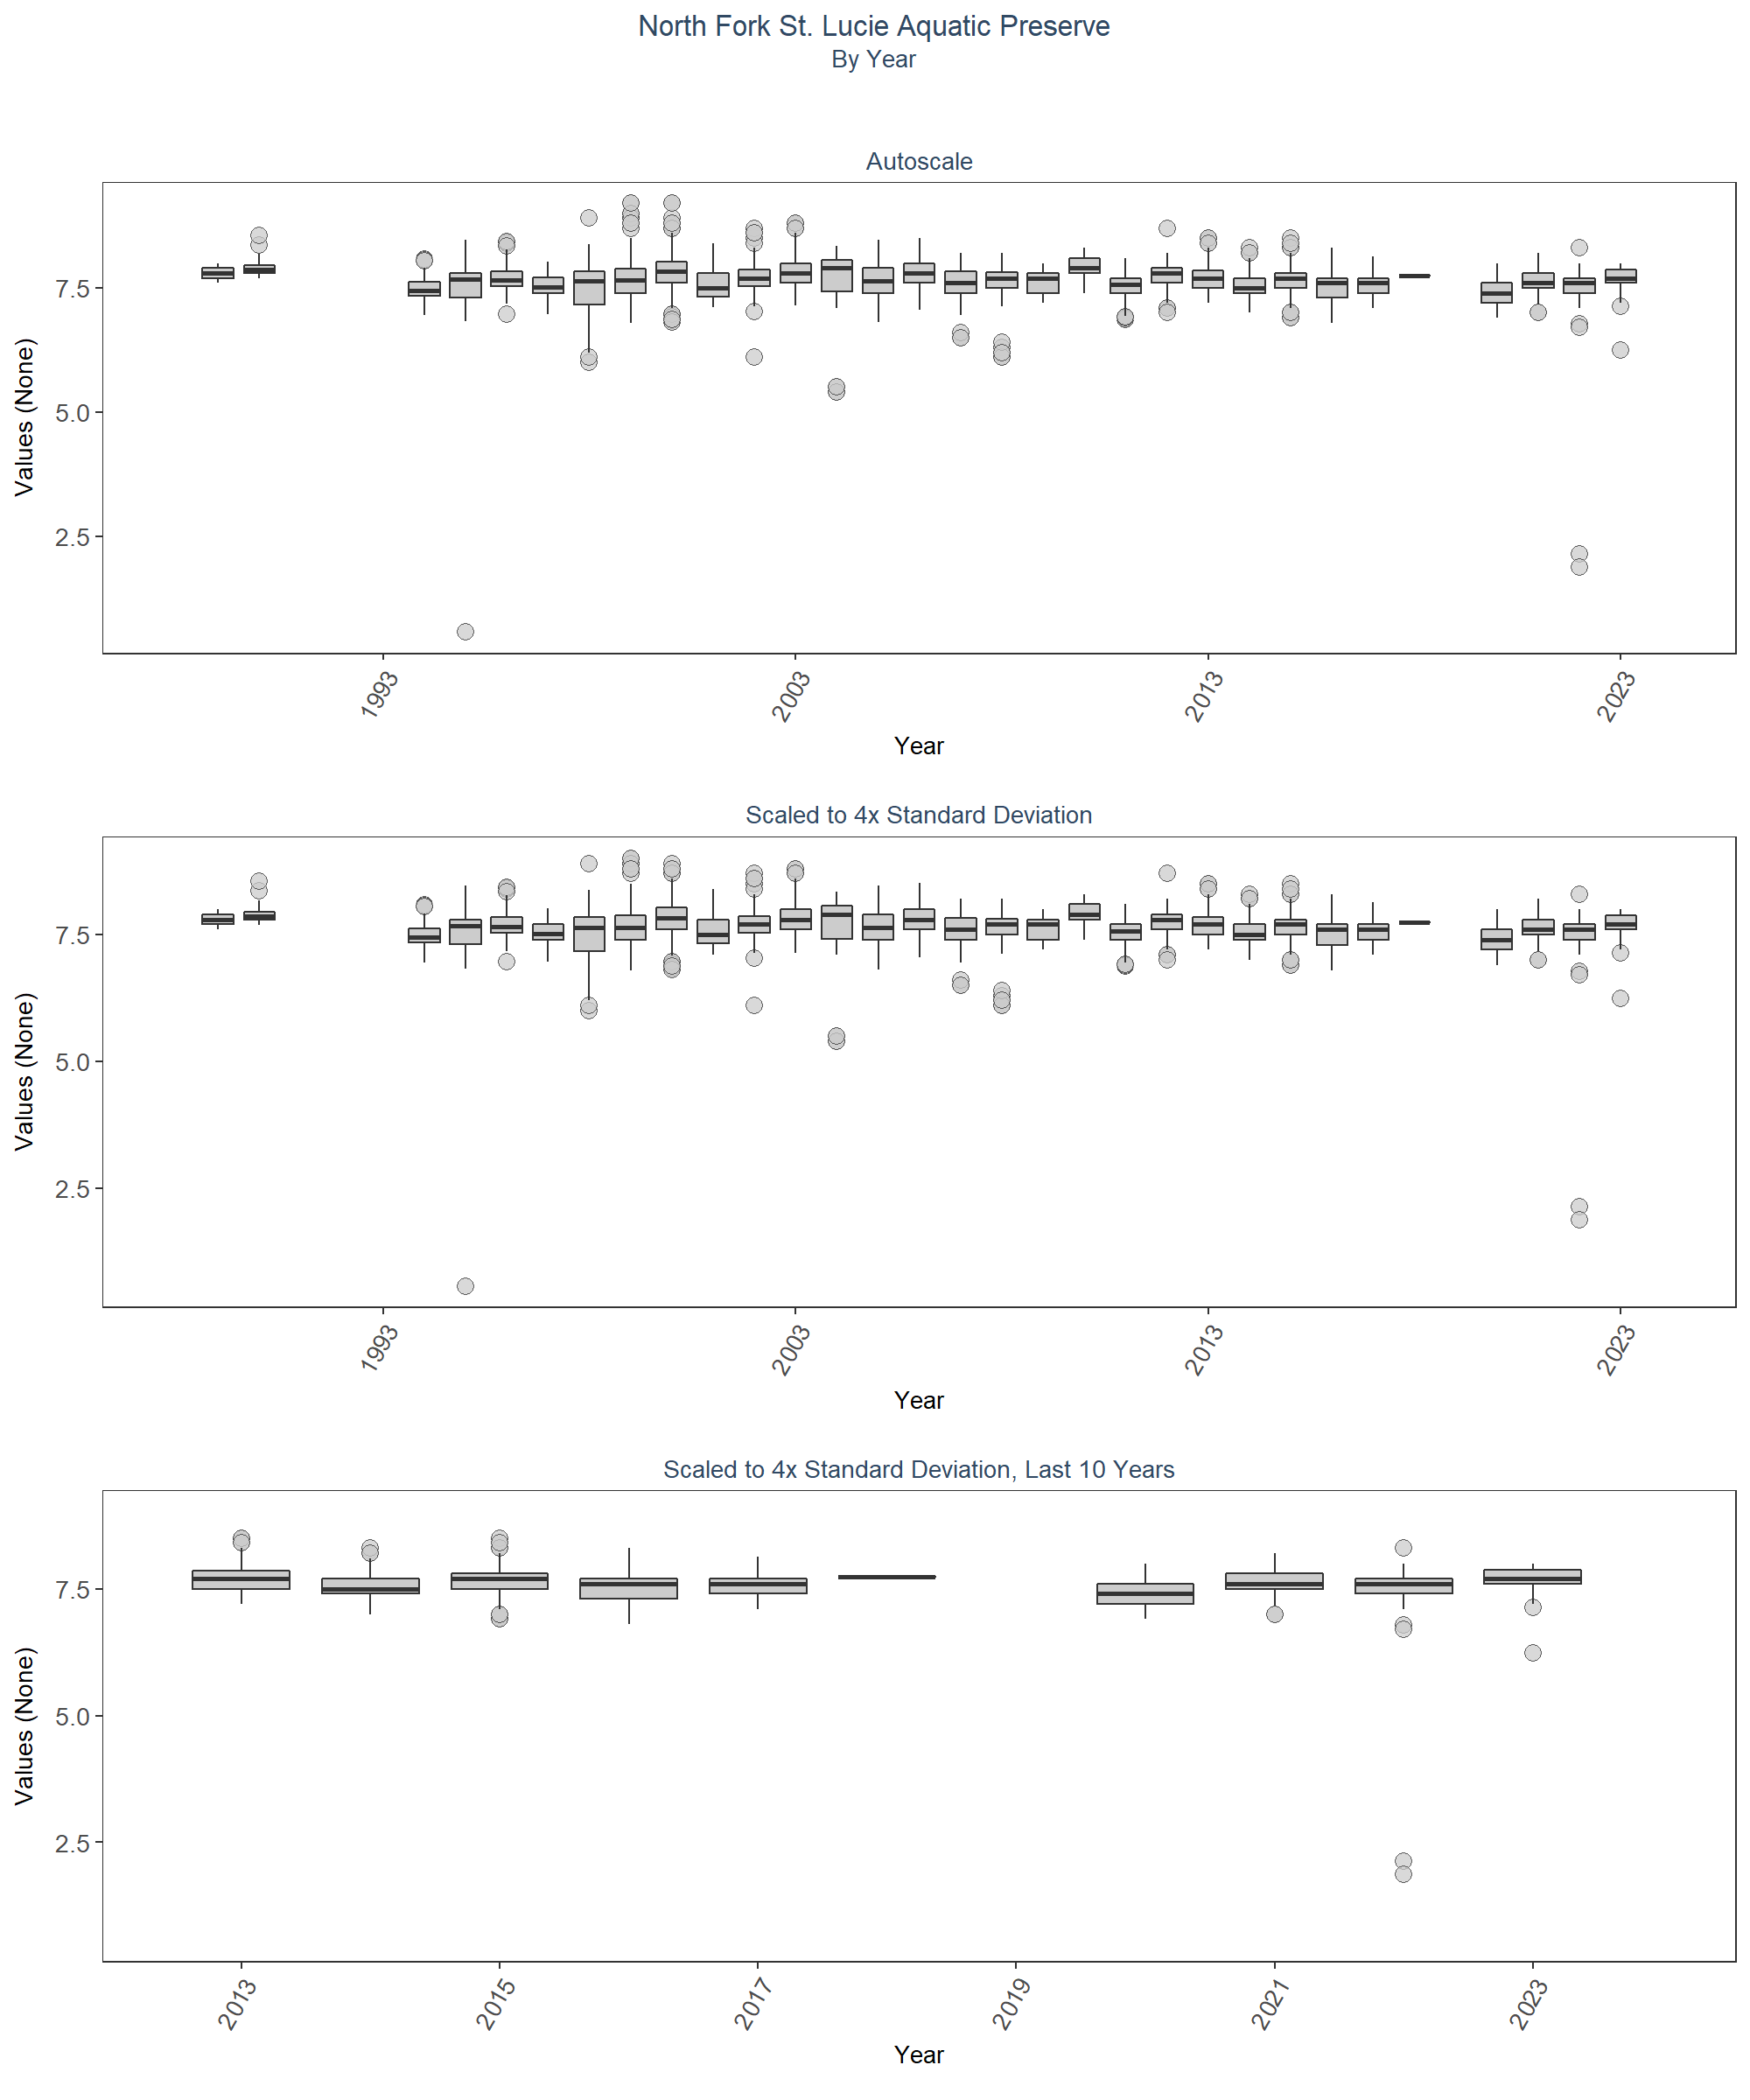 North Fork St. Lucie Aquatic Preserve
By Year
Autoscale
Values (None)
7.5
5.0
2.5
1993
2003
2013
2023
Year
Scaled to 4x Standard Deviation
Values (None)
7.5
5.0
2.5
1993
2003
2013
2023
Year
Scaled to 4x Standard Deviation, Last 10 Years
Values (None)
7.5
5.0
2.5
2013
2015
2017
2019
2021
2023
Year